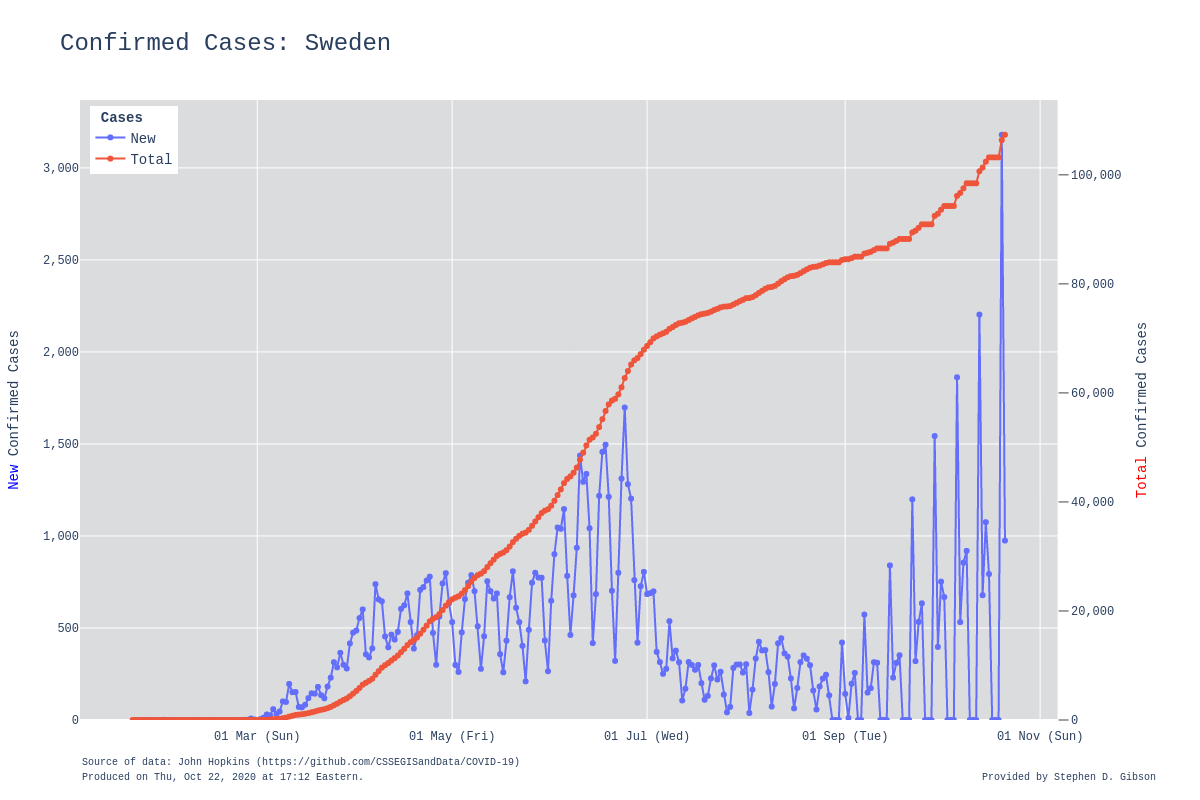 Confirmed Cases: Sweden
Cases
New
Total
3,000
2,500
2,000
1,500
1,000
500
0
New Confirmed Cases
100,000
80,000
60,000
40,000
20,000
0
Total Confirmed Cases
01 Mar (Sun)
01 May (Fri)
01 Jul (Wed)
01 Sep (Tue)
01 Nov (Sun)
Source of data: John Hopkins (https://github.com/CSSEGISandData/COVID-19)
Produced on Thu, Oct 22, 2020 at 17:12 Eastern.
Provided by Stephen D. Gibson